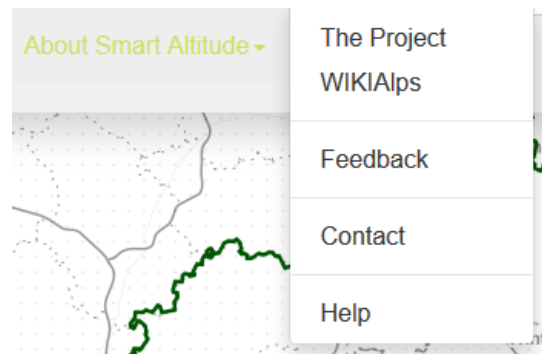 About Smart Altitude
The Project
WIKIAlps
Feedback
Contact
Help